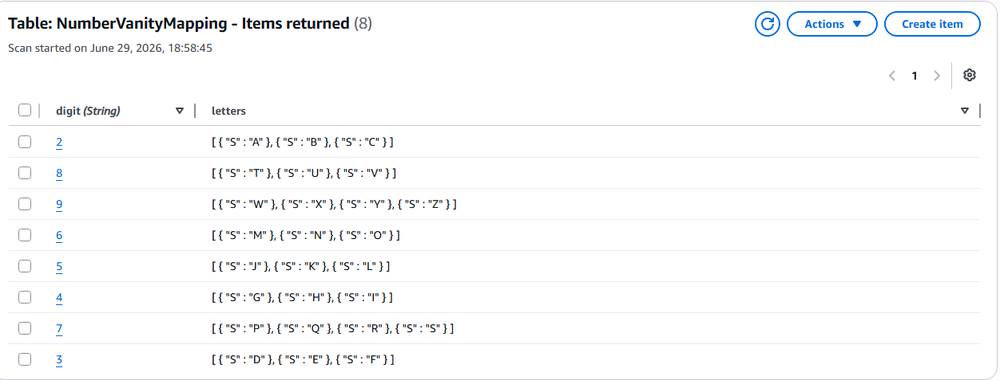 Table: NumberVanityMapping - Items returned (8)
Actions
Create item
Scan started on June 29, 2026, 18:58:45
1
digit (String) letters
2 [ { "S" : "A" }, { "S" : "B" }, { "S" : "C" } ]
8 [ { "S" : "T" }, { "S" : "U" }, { "S" : "V" } ]
9 [ { "S" : "W" }, { "S" : "X" }, { "S" : "Y" }, { "S" : "Z" } ]
6 [ { "S" : "M" }, { "S" : "N" }, { "S" : "O" } ]
5 [ { "S" : "J" }, { "S" : "K" }, { "S" : "L" } ]
4 [ { "S" : "G" }, { "S" : "H" }, { "S" : "I" } ]
7 [ { "S" : "P" }, { "S" : "Q" }, { "S" : "R" }, { "S" : "S" } ]
3 [ { "S" : "D" }, { "S" : "E" }, { "S" : "F" } ]